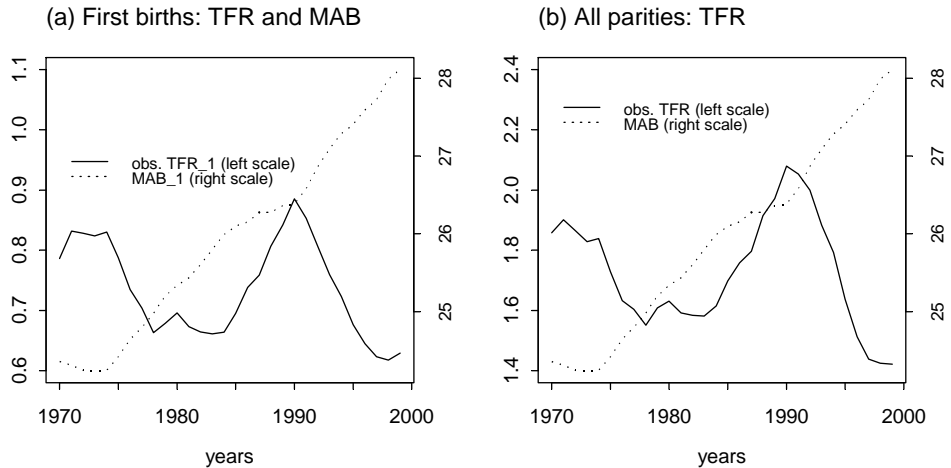 (a) First births: TFR and MAB
(b) All parities: TFR
1.1
1.0
0.9
0.8
0.7
0.6
obs. TFR_1 (left scale)
MAB_1 (right scale)
28
27
26
25
1970 1980 1990 2000
years
2.4
2.2
2.0
1.8
1.6
1.4
obs. TFR (left scale)
MAB (right scale)
28
27
26
25
1970 1980 1990 2000
years